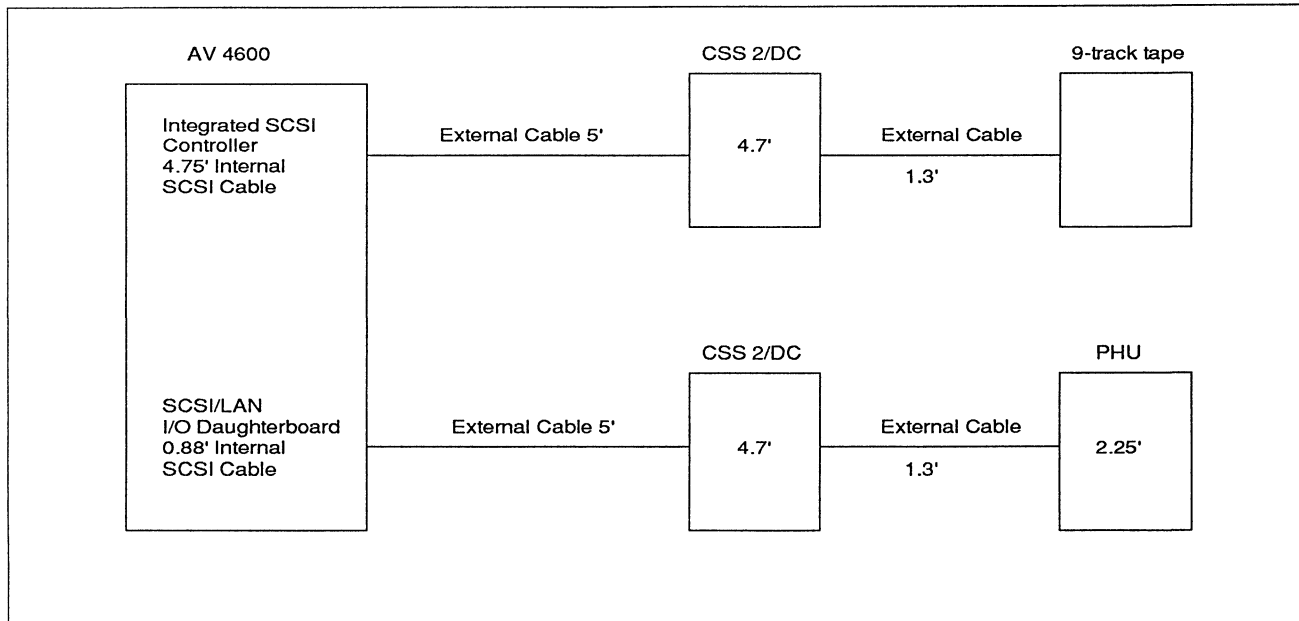 AV 4600
CSS 2/DC
9-track tape
Integrated SCSI
Controller
4.75' Internal
SCSI Cable
External Cable 5'
4.7'
External Cable
1.3'
CSS 2/DC
PHU
SCSI/LAN
I/O Daughterboard
0.88' Internal
SCSI Cable
External Cable 5'
4.7'
External Cable
1.3'
2.25'